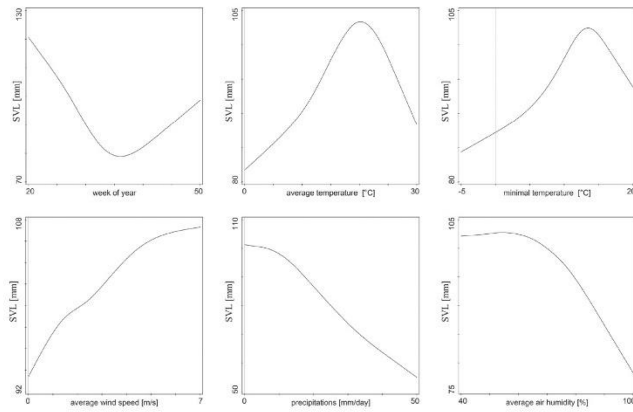 130
SVL [mm]
70
20
week of year
50
105
SVL [mm]
80
0
average temperature [°C]
30
105
SVL [mm]
80
-5
minimal temperature [°C]
20
108
SVL [mm]
92
0
average wind speed [m/s]
7
110
SVL [mm]
50
0
precipitations [mm/day]
50
105
SVL [mm]
75
40
average air humidity [%]
100